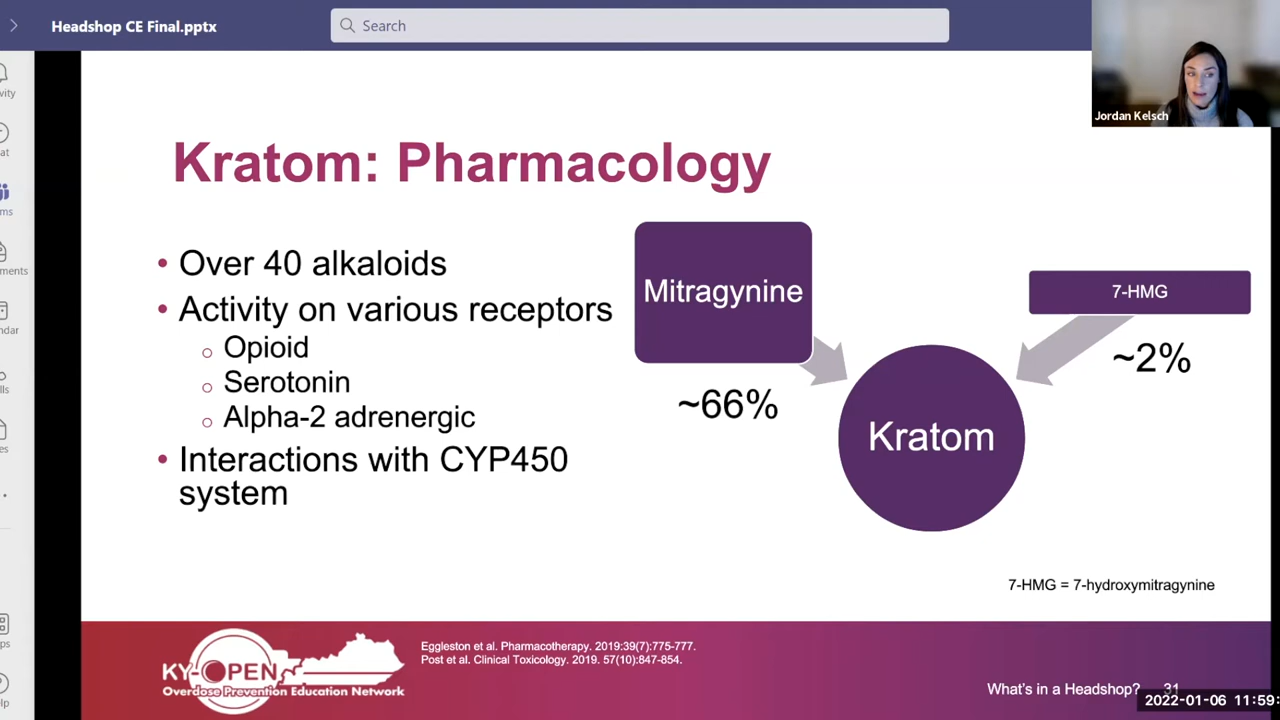 Headshop CE Final.pptx
Search
Jordan Kelsch
Kratom: Pharmacology
• Over 40 alkaloids
• Activity on various receptors
o Opioid
o Serotonin
o Alpha-2 adrenergic
• Interactions with CYP450
system
Mitragynine
~66%
7-HMG
~2%
Kratom
7-HMG = 7-hydroxymitragynine
KY-OPEN
Overdose Prevention Education Network
Eggleston et al. Pharmacotherapy. 2019:39(7):775-777.
Post et al. Clinical Toxicology. 2019. 57(10):847-854.
What's in a Headshop? 31
2022-01-06 11:59: